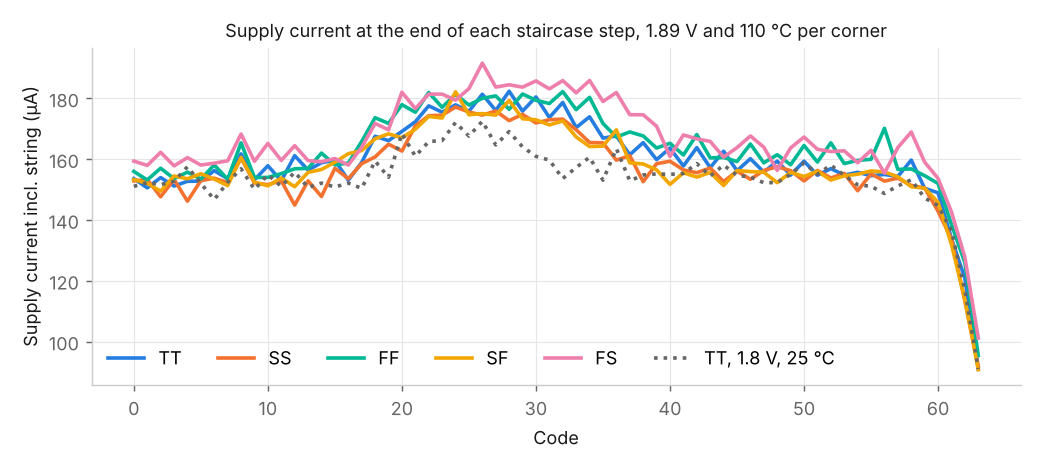 Supply current at the end of each staircase step, 1.89 V and 110 °C per corner
Supply current incl. string (µA)
180
160
140
120
100
TT SS FF SF FS TT, 1.8 V, 25 °C
0 10 20 30 40 50 60
Code